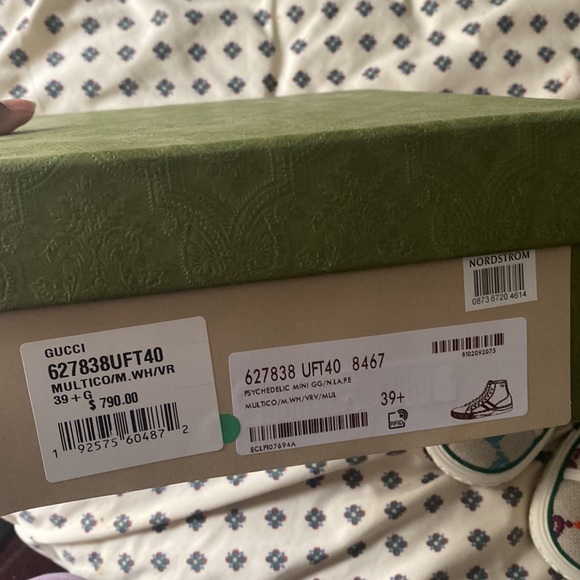 NORDSTROM
0873 6720 4614
GUCCI
627838UFT40
MULTICO/M.WH/VR
39 + G
$ 790.00
1 92575 60487 2
627838 UFT40 8467
PSYCHEDELIC MINI GG/N.LA.P.E
MULTICO/M.WH/VRV/MUL
39+
RFID
ECLP107694A
8102092075